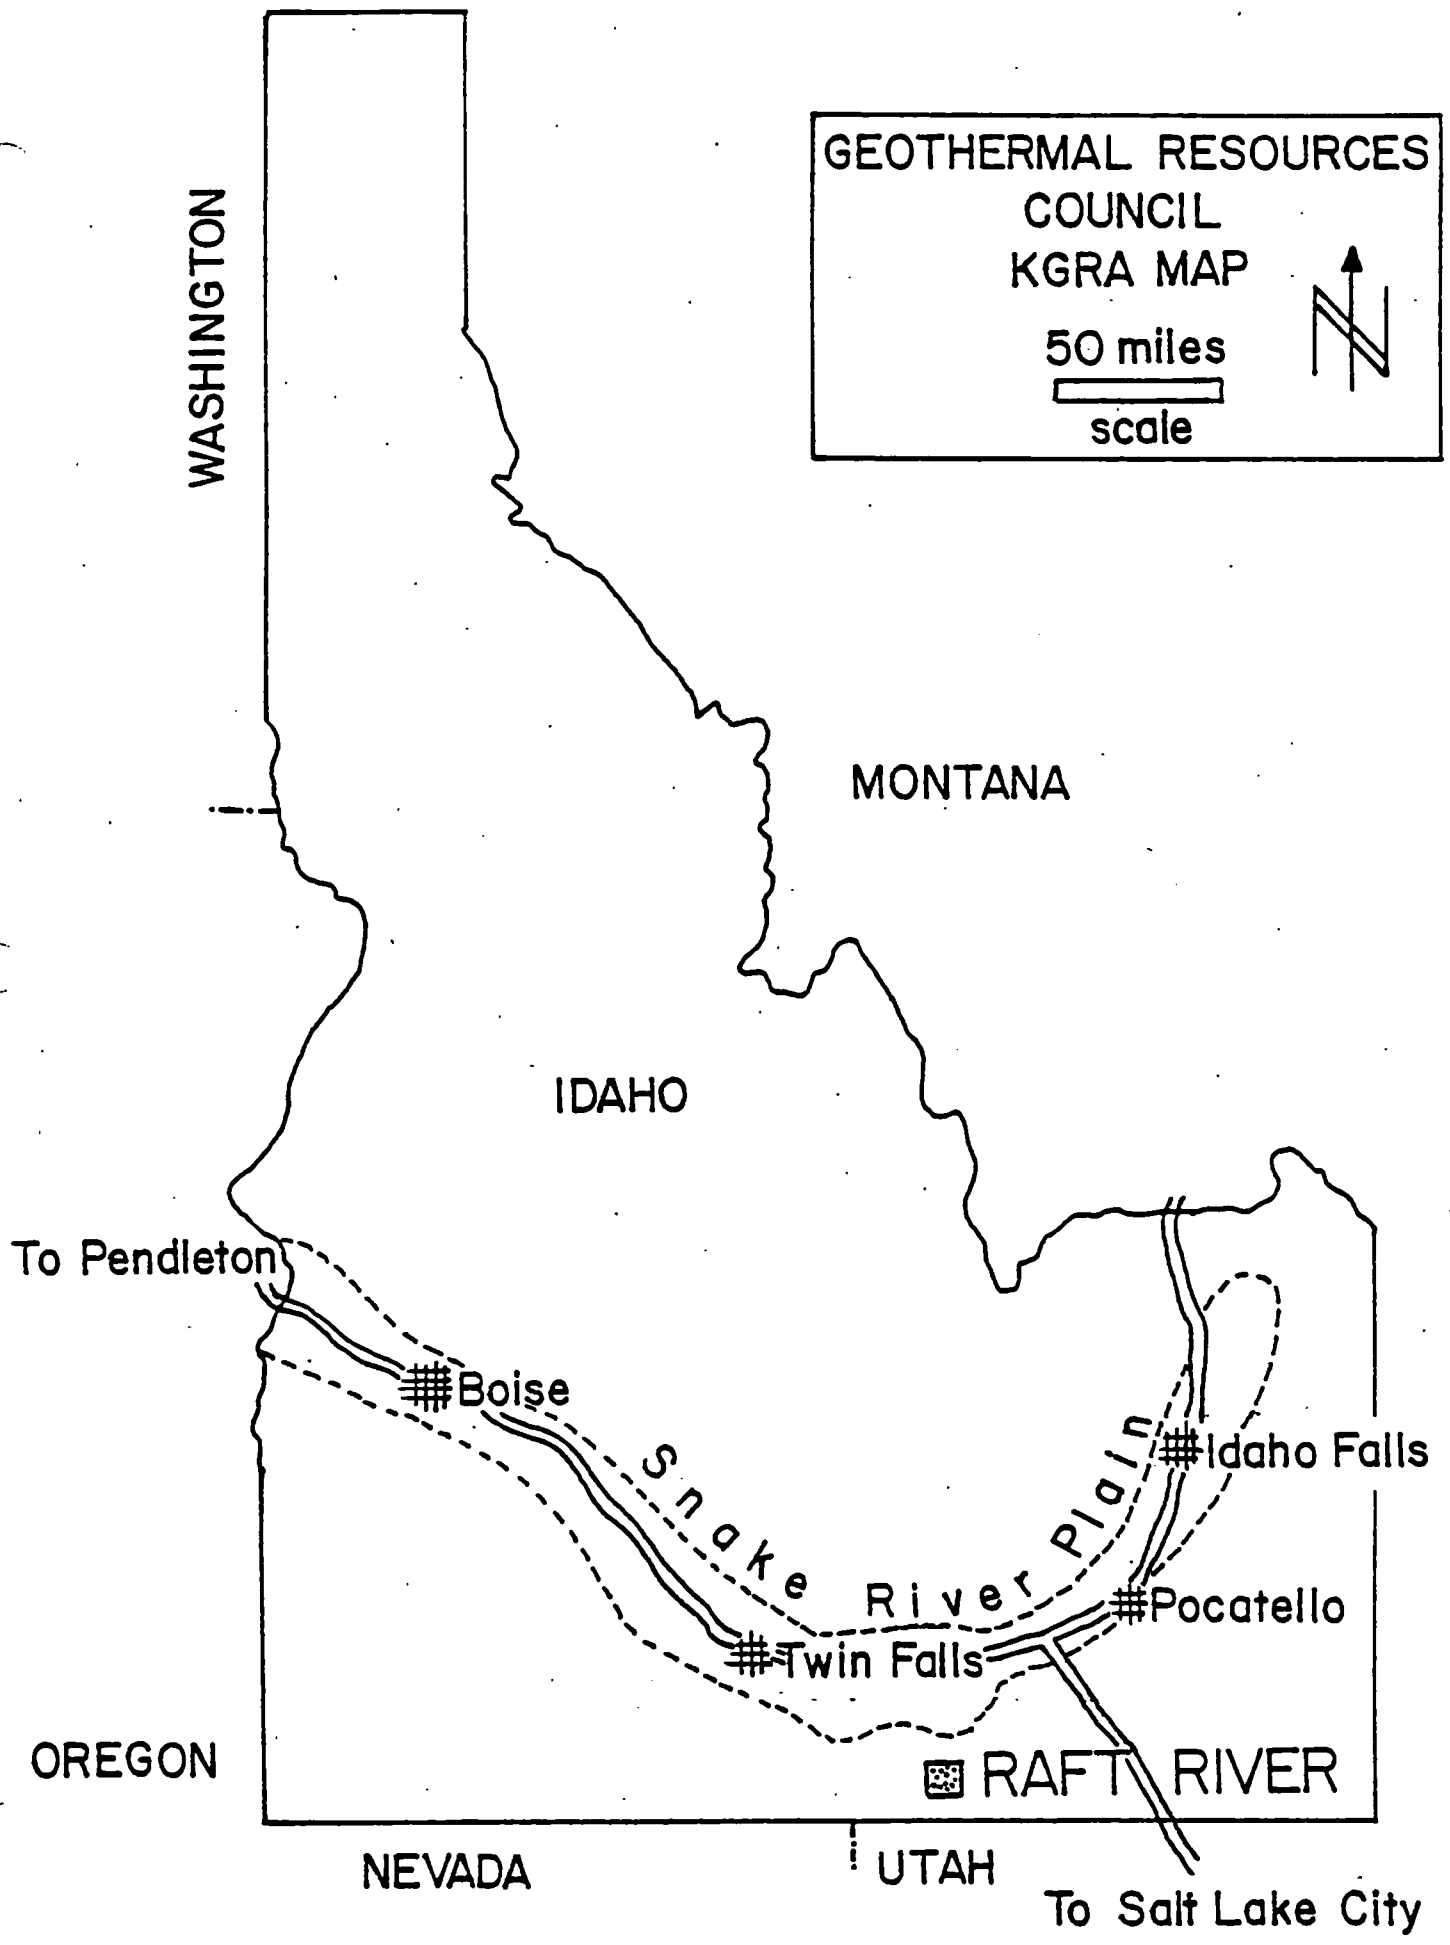 GEOTHERMAL RESOURCES
COUNCIL
KGRA MAP
N
50 miles
scale
WASHINGTON
MONTANA
IDAHO
To Pendleton
Boise
Snake River Plain
Idaho Falls
Pocatello
Twin Falls
OREGON
RAFT RIVER
NEVADA
UTAH
To Salt Lake City